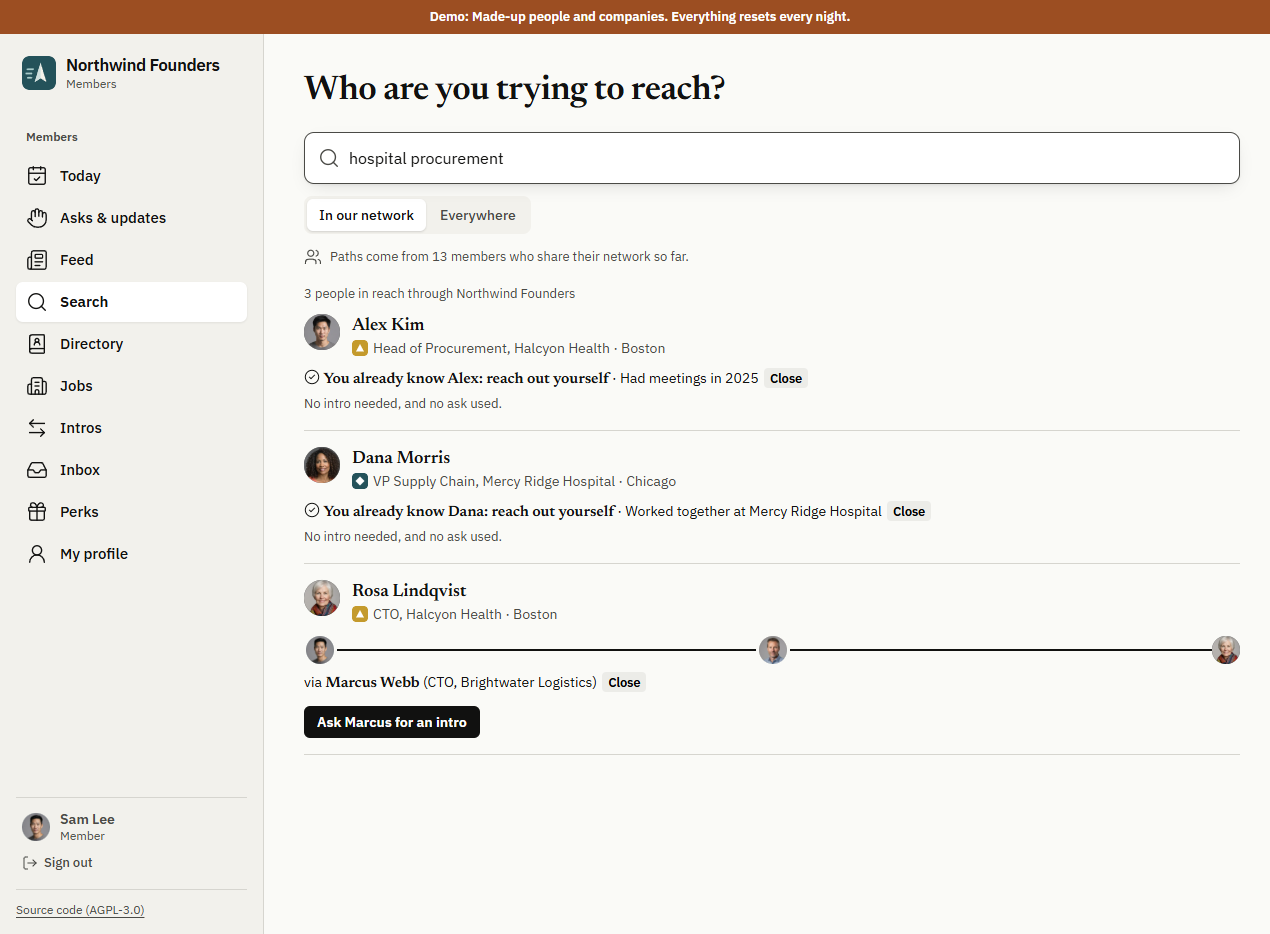 Demo: Made-up people and companies. Everything resets every night.
Northwind Founders
Members
Members
Today
Asks & updates
Feed
Search
Directory
Jobs
Intros
Inbox
Perks
My profile
Sam Lee
Member
Sign out
Source code (AGPL-3.0)
Who are you trying to reach?
hospital procurement
In our network Everywhere
Paths come from 13 members who share their network so far.
3 people in reach through Northwind Founders
Alex Kim
Head of Procurement, Halcyon Health · Boston
You already know Alex: reach out yourself · Had meetings in 2025 Close
No intro needed, and no ask used.
Dana Morris
VP Supply Chain, Mercy Ridge Hospital · Chicago
You already know Dana: reach out yourself · Worked together at Mercy Ridge Hospital Close
No intro needed, and no ask used.
Rosa Lindqvist
CTO, Halcyon Health · Boston
via Marcus Webb (CTO, Brightwater Logistics) Close
Ask Marcus for an intro